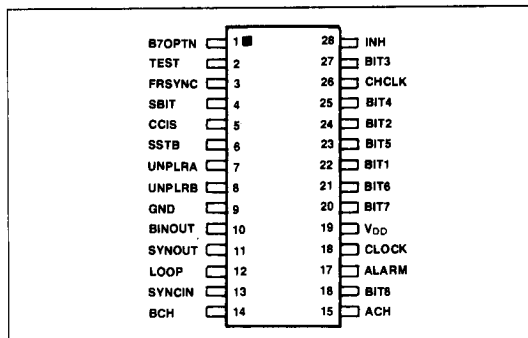 B7OPTN 1 28 INH
TEST 2 27 BIT3
FRSYNC 3 26 CHCLK
SBIT 4 25 BIT4
CCIS 5 24 BIT2
SSTB 6 23 BIT5
UNPLRA 7 22 BIT1
UNPLRB 8 21 BIT6
GND 9 20 BIT7
BINOUT 10 19 VDD
SYNOUT 11 18 CLOCK
LOOP 12 17 ALARM
SYNCIN 13 16 BIT8
BCH 14 15 ACH